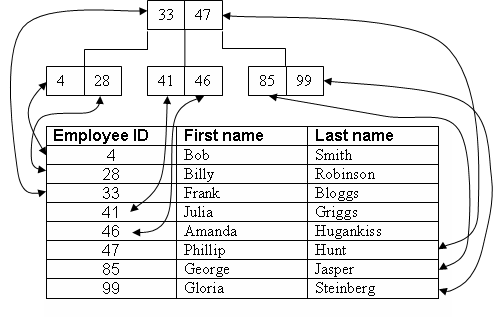 33 47
4 28 41 46 85 99
Employee ID First name Last name
4 Bob Smith
28 Billy Robinson
33 Frank Bloggs
41 Julia Griggs
46 Amanda Hugankiss
47 Phillip Hunt
85 George Jasper
99 Gloria Steinberg